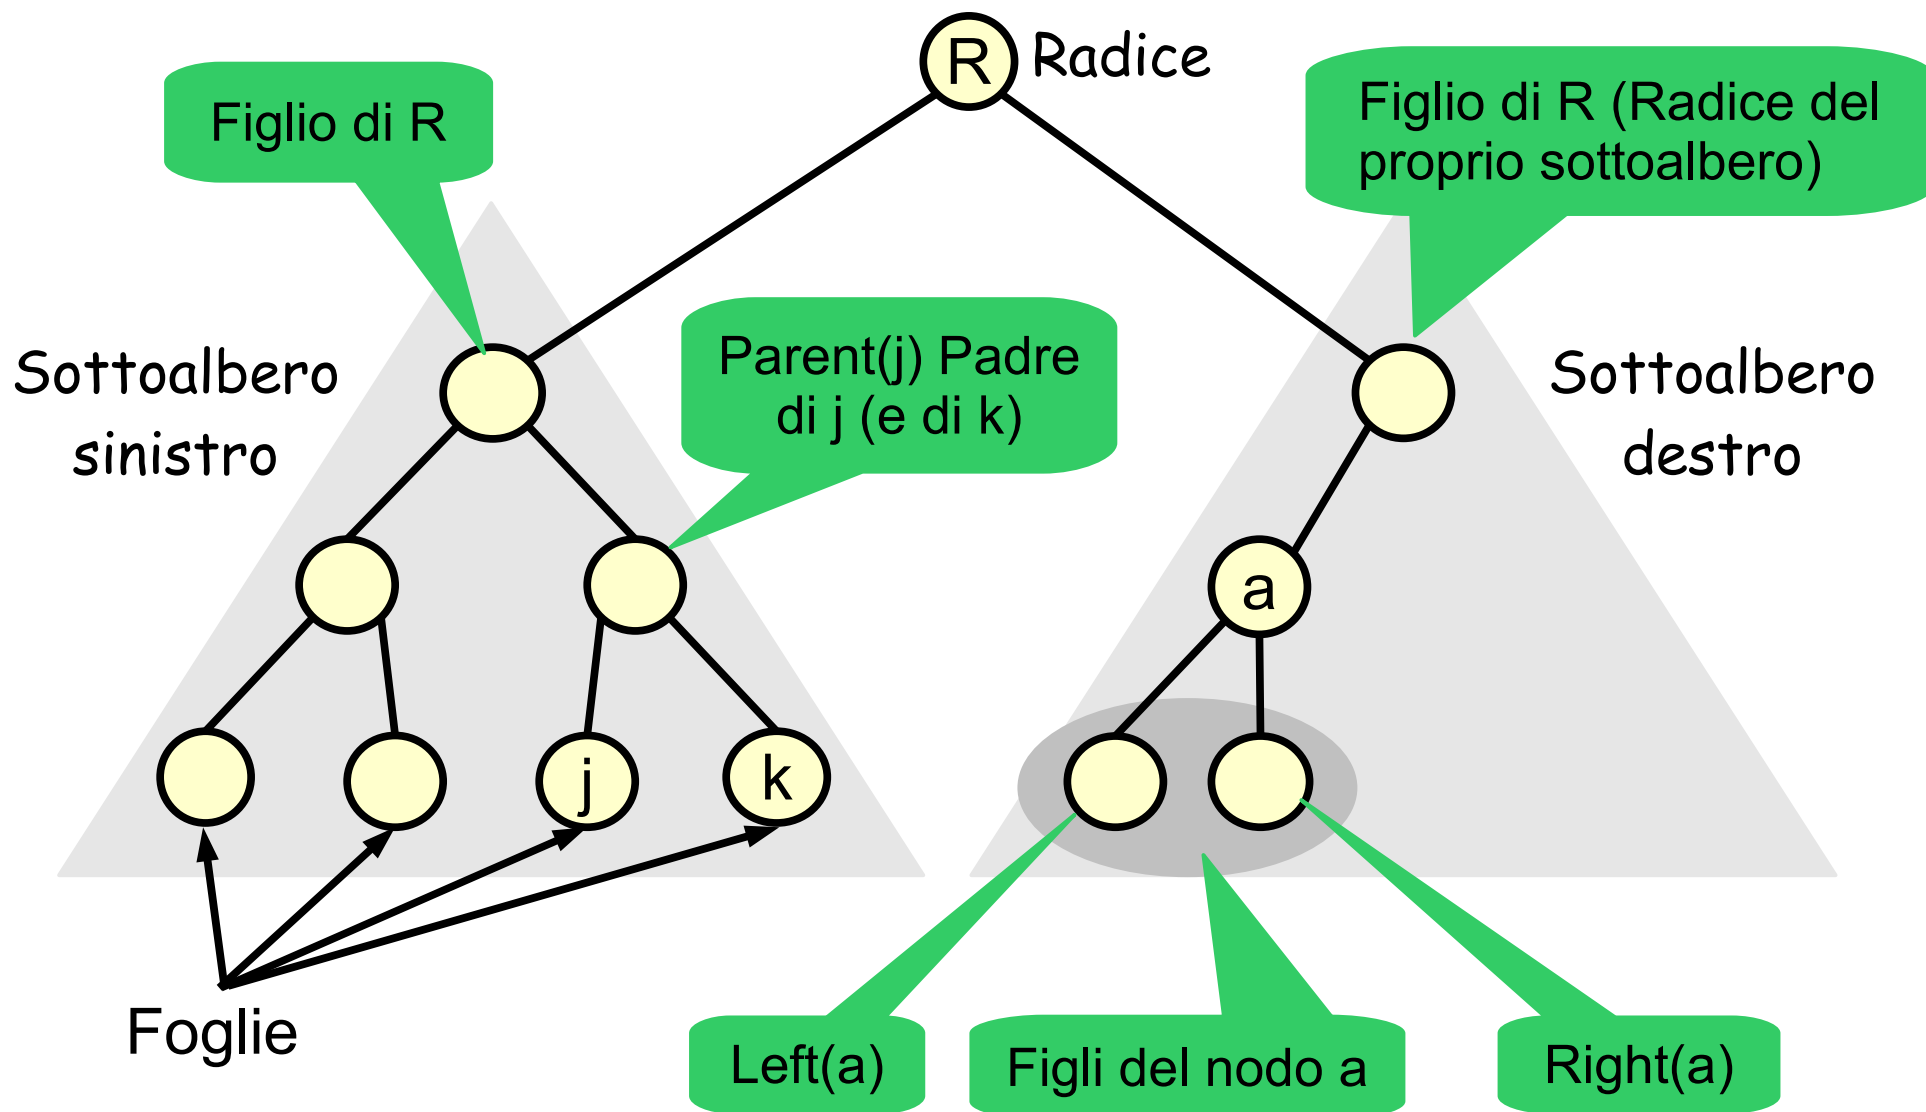 R
Radice
Figlio di R
Figlio di R (Radice del
proprio sottoalbero)
Sottoalbero
sinistro
Parent(j) Padre
di j (e di k)
Sottoalbero
destro
a
j
k
Foglie
Left(a)
Figli del nodo a
Right(a)